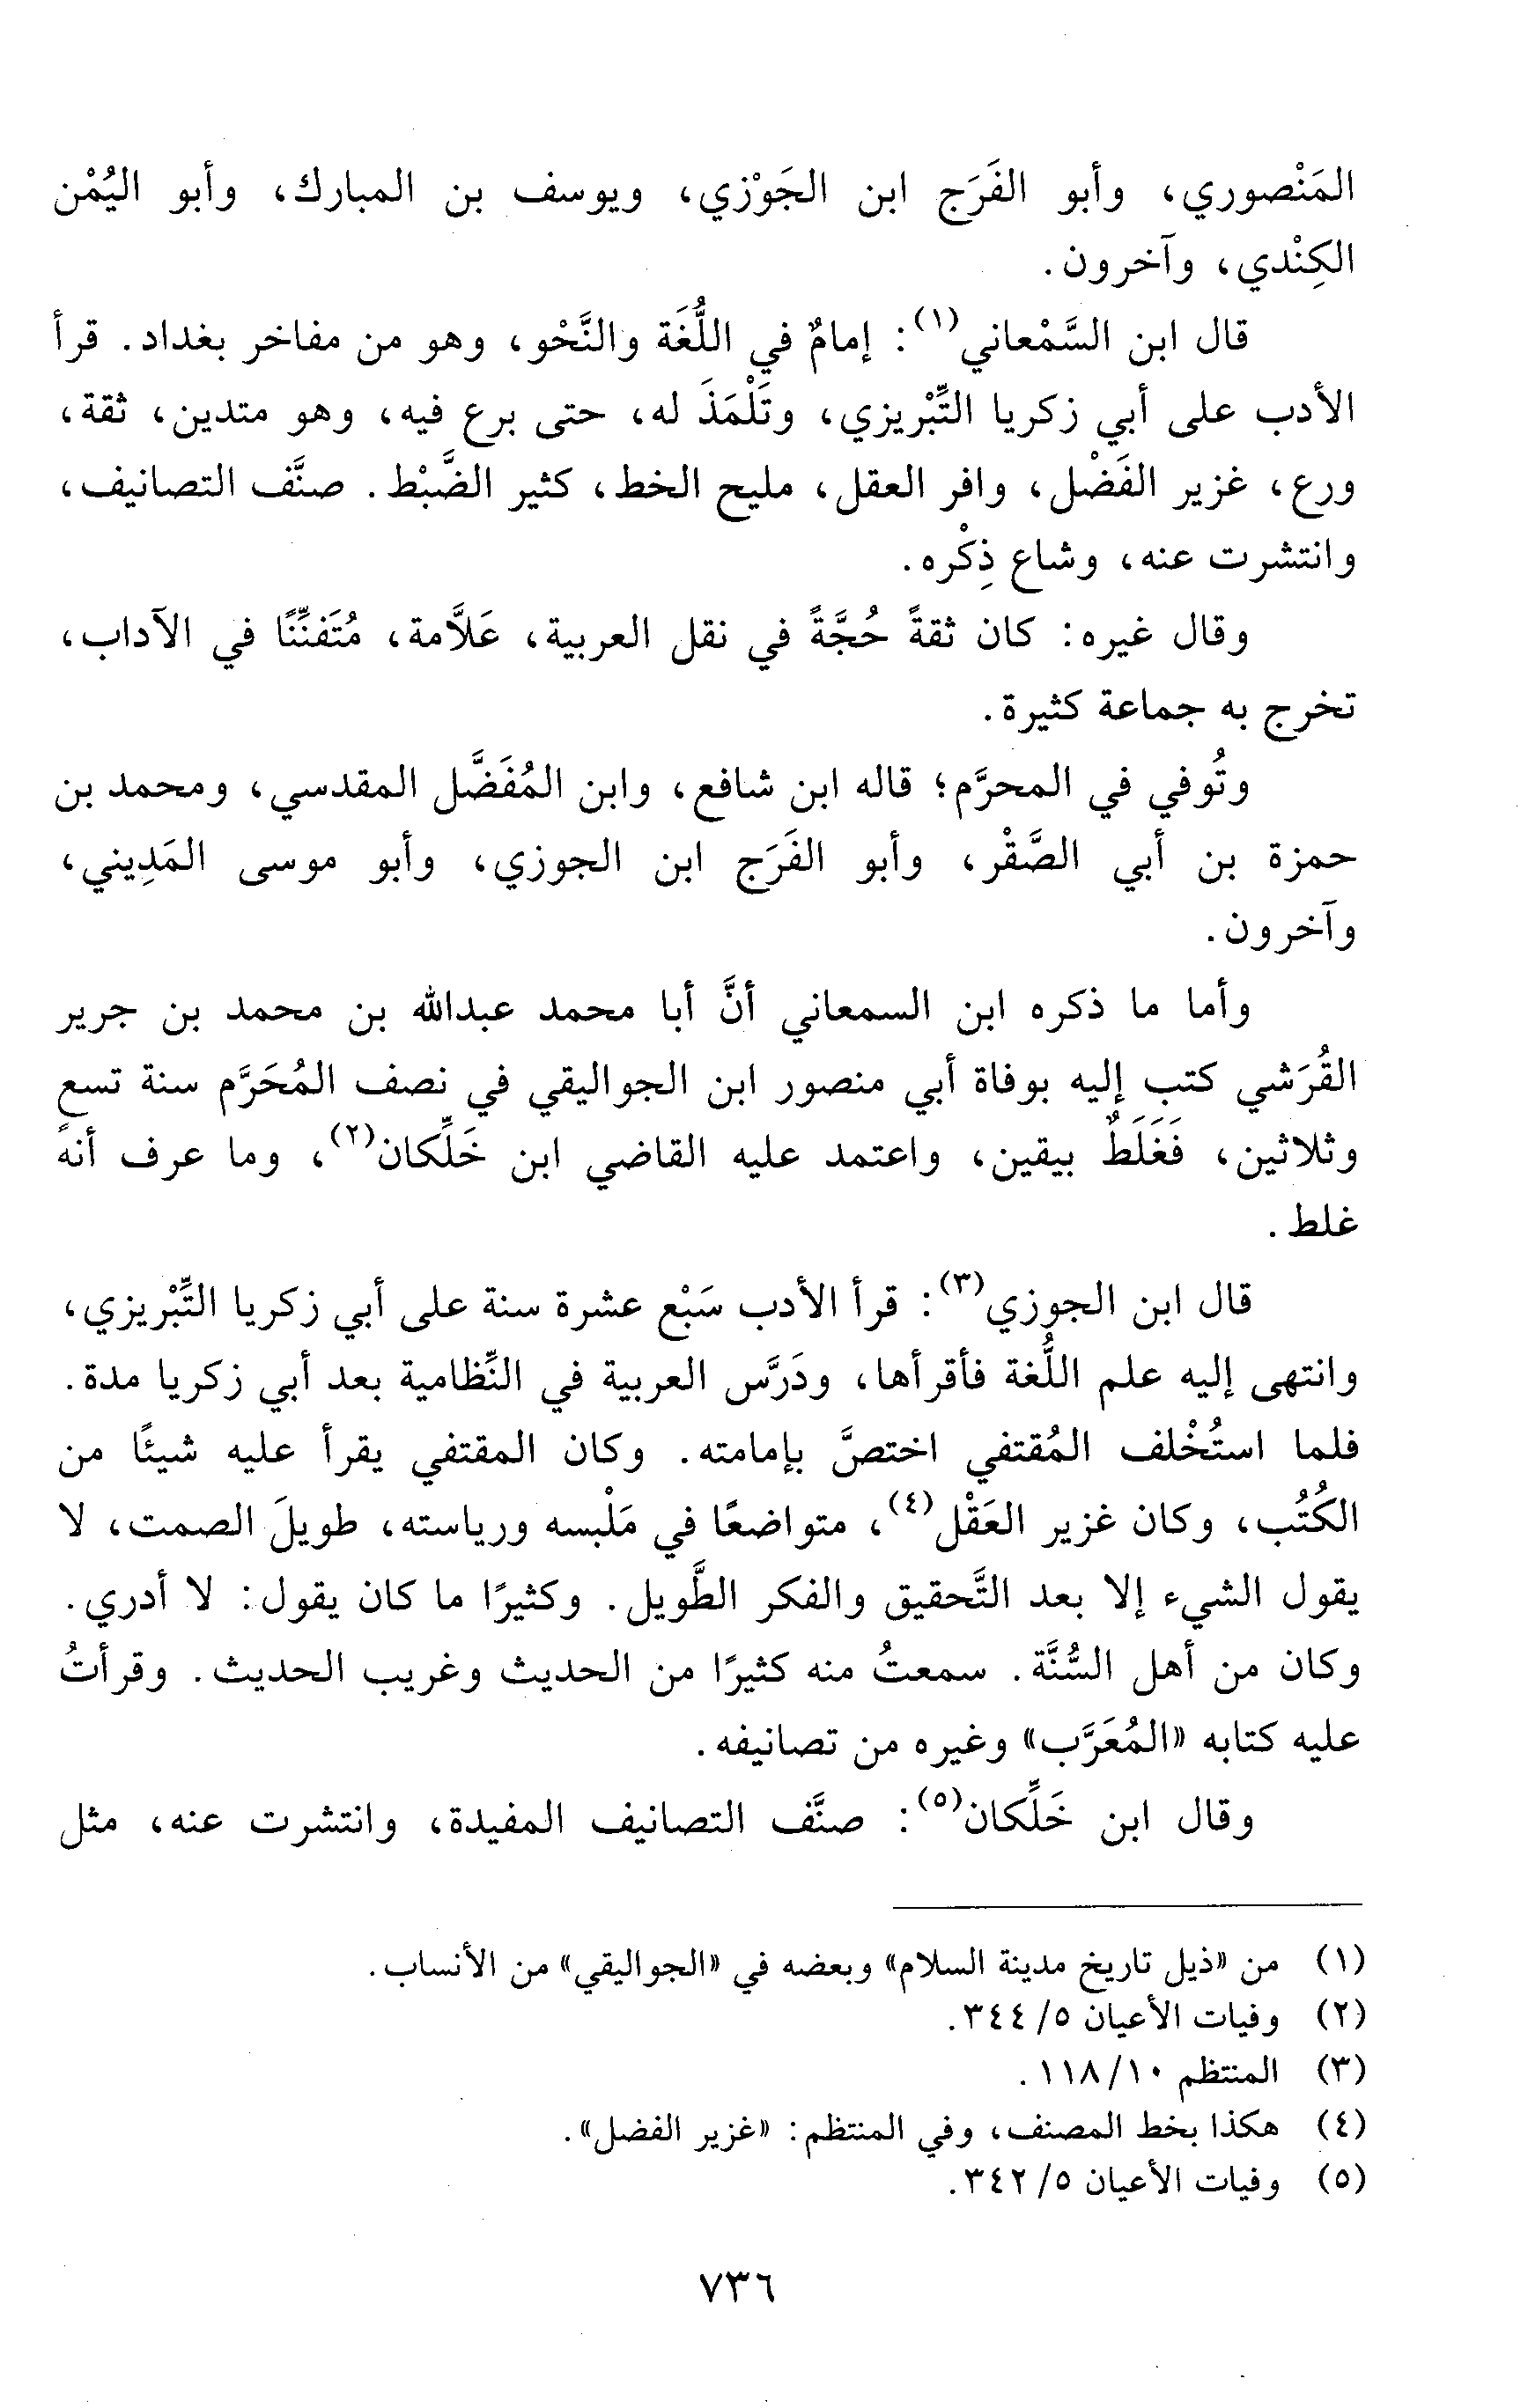 المَنْصوري، وأبو الفَرَج ابن الجَوْزي، ويوسف بن المبارك، وأبو اليُمْن
الكِنْدي، وآخرون.
قال ابن السَّمْعاني(١): إمامٌ في اللُّغَة والنَّحْو، وهو من مفاخر بغداد. قرأ
الأدب على أبي زكريا التِّبْريزي، وتَلْمَذَ له، حتى برع فيه، وهو متدين، ثقة،
ورع، غزير الفَضْل، وافر العقل، مليح الخط، كثير الضَّبْط. صنَّف التصانيف،
وانتشرت عنه، وشاع ذِكْره.
وقال غيره: كان ثقةً حُجَّةً في نقل العربية، عَلاَّمة، مُتَفنِّنًا في الآداب،
تخرج به جماعة كثيرة.
وتُوفي في المحرَّم؛ قاله ابن شافع، وابن المُفَضَّل المقدسي، ومحمد بن
حمزة بن أبي الصَّقْر، وأبو الفَرَج ابن الجوزي، وأبو موسى المَدِيني،
وآخرون.
وأما ما ذكره ابن السمعاني أنَّ أبا محمد عبدالله بن محمد بن جرير
القُرَشي كتب إليه بوفاة أبي منصور ابن الجواليقي في نصف المُحَرَّم سنة تسع
وثلاثين، فَغَلَطٌ بيقين، واعتمد عليه القاضي ابن خَلِّكان(٢)، وما عرف أنه
غلط.
قال ابن الجوزي(٣): قرأ الأدب سَبْع عشرة سنة على أبي زكريا التِّبْريزي،
وانتهى إليه علم اللُّغة فأقرأها، ودَرَّس العربية في النِّظامية بعد أبي زكريا مدة.
فلما استُخْلف المُقتفي اختصَّ بإمامته. وكان المقتفي يقرأ عليه شيئًا من
الكُتُب، وكان غزير العَقْل(٤)، متواضعًا في مَلْبسه ورياسته، طويلَ الصمت، لا
يقول الشيء إلا بعد التَّحقيق والفكر الطَّويل. وكثيرًا ما كان يقول: لا أدري.
وكان من أهل السُّنَّة. سمعتُ منه كثيرًا من الحديث وغريب الحديث. وقرأتُ
عليه كتابه «المُعَرَّب» وغيره من تصانيفه.
وقال ابن خَلِّكان(٥): صنَّف التصانيف المفيدة، وانتشرت عنه، مثل
(١) من «ذيل تاريخ مدينة السلام» وبعضه في «الجواليقي» من الأنساب.
(٢) وفيات الأعيان ٥/ ٣٤٤.
(٣) المنتظم ١٠/ ١١٨.
(٤) هكذا بخط المصنف، وفي المنتظم: «غزير الفضل».
(٥) وفيات الأعيان ٥/ ٣٤٢.
٧٣٦